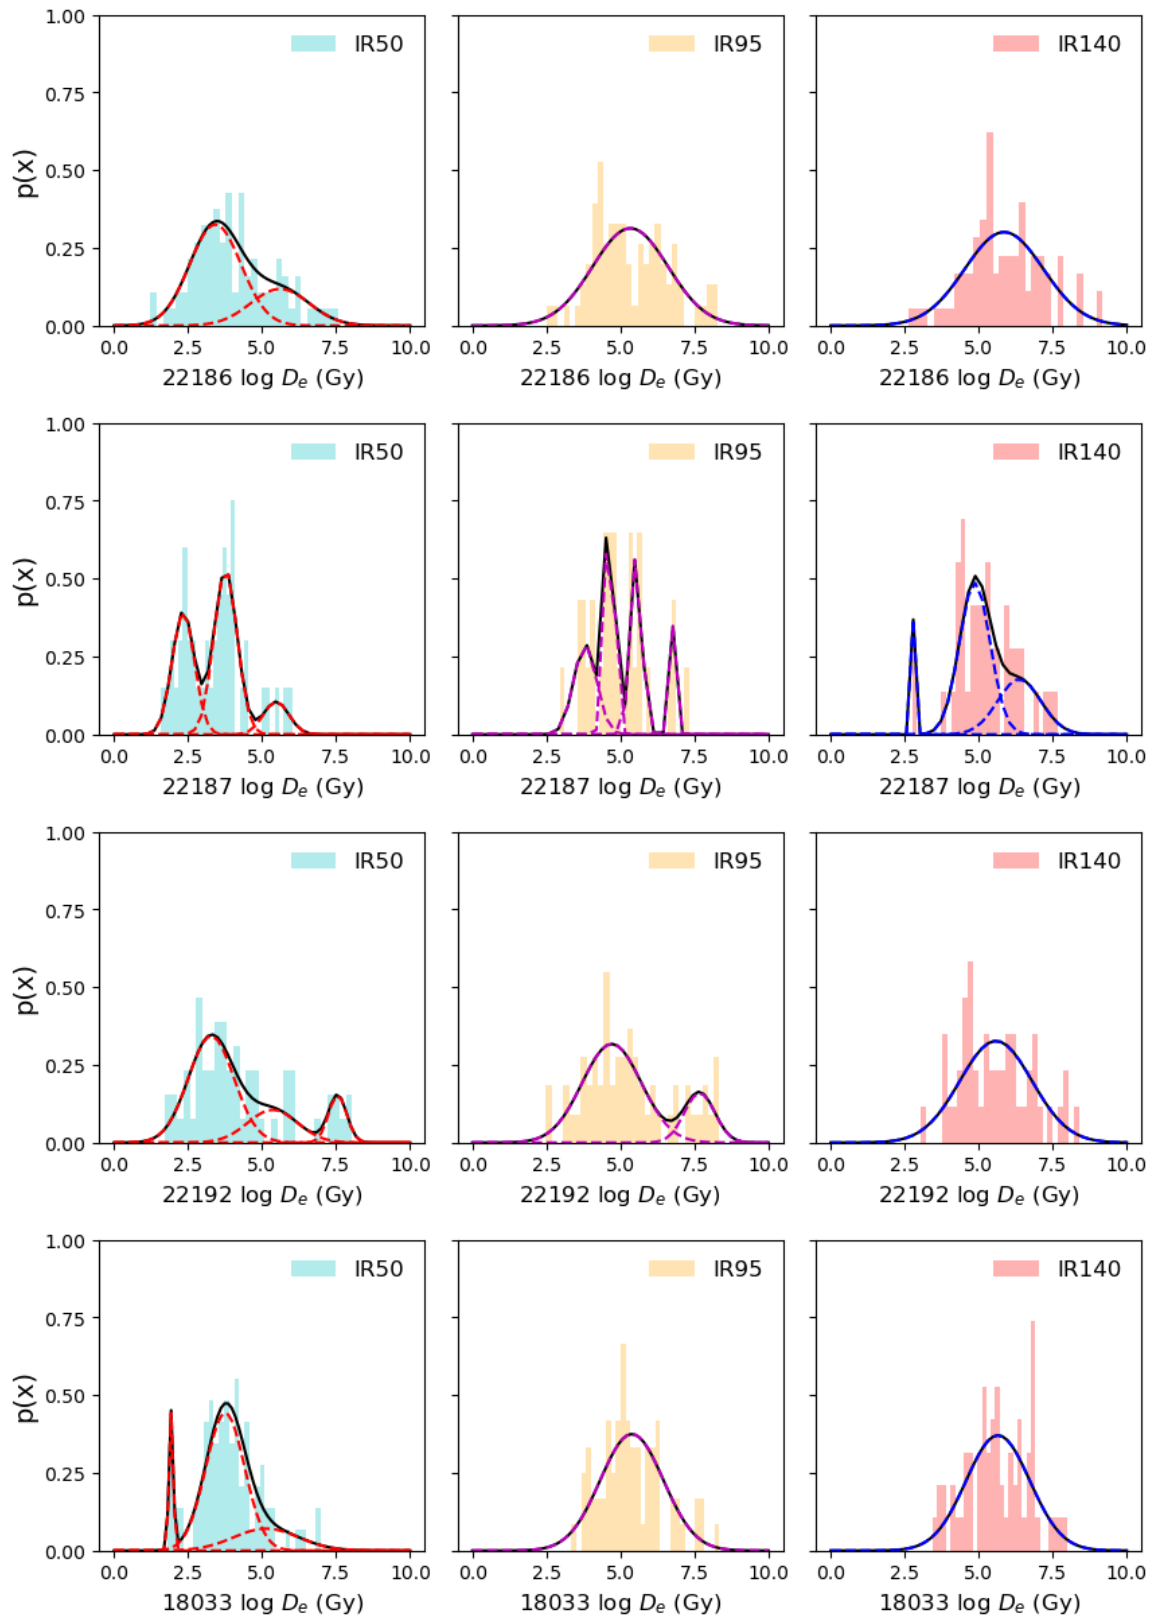 1.00
0.75
0.50
0.25
0.00
p(x)
IR50
IR95
IR140
0.0 2.5 5.0 7.5 10.0
0.0 2.5 5.0 7.5 10.0
0.0 2.5 5.0 7.5 10.0
22186 log De (Gy)
22186 log De (Gy)
22186 log De (Gy)
1.00
0.75
0.50
0.25
0.00
p(x)
IR50
IR95
IR140
0.0 2.5 5.0 7.5 10.0
0.0 2.5 5.0 7.5 10.0
0.0 2.5 5.0 7.5 10.0
22187 log De (Gy)
22187 log De (Gy)
22187 log De (Gy)
1.00
0.75
0.50
0.25
0.00
p(x)
IR50
IR95
IR140
0.0 2.5 5.0 7.5 10.0
0.0 2.5 5.0 7.5 10.0
0.0 2.5 5.0 7.5 10.0
22192 log De (Gy)
22192 log De (Gy)
22192 log De (Gy)
1.00
0.75
0.50
0.25
0.00
p(x)
IR50
IR95
IR140
0.0 2.5 5.0 7.5 10.0
0.0 2.5 5.0 7.5 10.0
0.0 2.5 5.0 7.5 10.0
18033 log De (Gy)
18033 log De (Gy)
18033 log De (Gy)